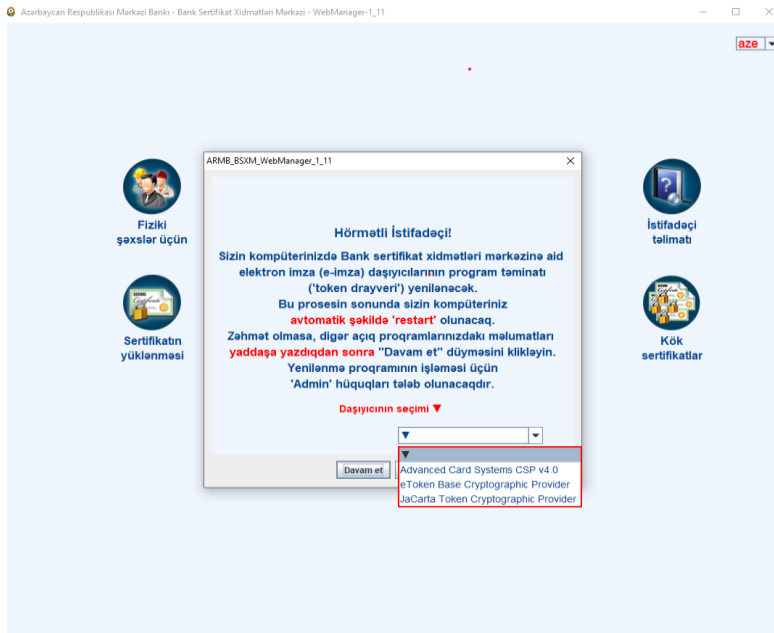 Azərbaycan Respublikası Mərkəzi Bankı - Bank Sertifikat Xidmətləri Mərkəzi - WebManager-1_11
aze
Fiziki
şəxslər üçün
Sertifikatın
yüklənməsi
ARMB_BSXM_WebManager_1_11
Hörmətli İstifadəçi!
Sizin kompüterinizdə Bank sertifikat xidmətləri mərkəzinə aid
elektron imza (e-imza) daşıyıcılarının program təminatı
('token drayveri') yenilənəcək.
Bu prosesin sonunda sizin kompüteriniz
avtomatik şəkildə 'restart' olunacaq.
Zəhmət olmasa, digər açıq proqramlarınızdakı məlumatları
yaddaşa yazdıqdan sonra "Davam et" düyməsini klikləyin.
Yenilənmə proqramının işləməsi üçün
'Admin' hüquqları tələb olunacaqdır.
Daşıyıcının seçimi ▼
▼
▼
Advanced Card Systems CSP v4.0
eToken Base Cryptographic Provider
JaCarta Token Cryptographic Provider
Davam et
İstifadəçi
təlimatı
Kök
sertifikatlar